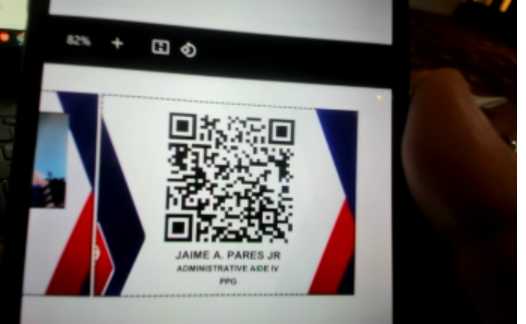 82%
JAIME A. PARES JR
ADMINISTRATIVE AIDE IV
PPG